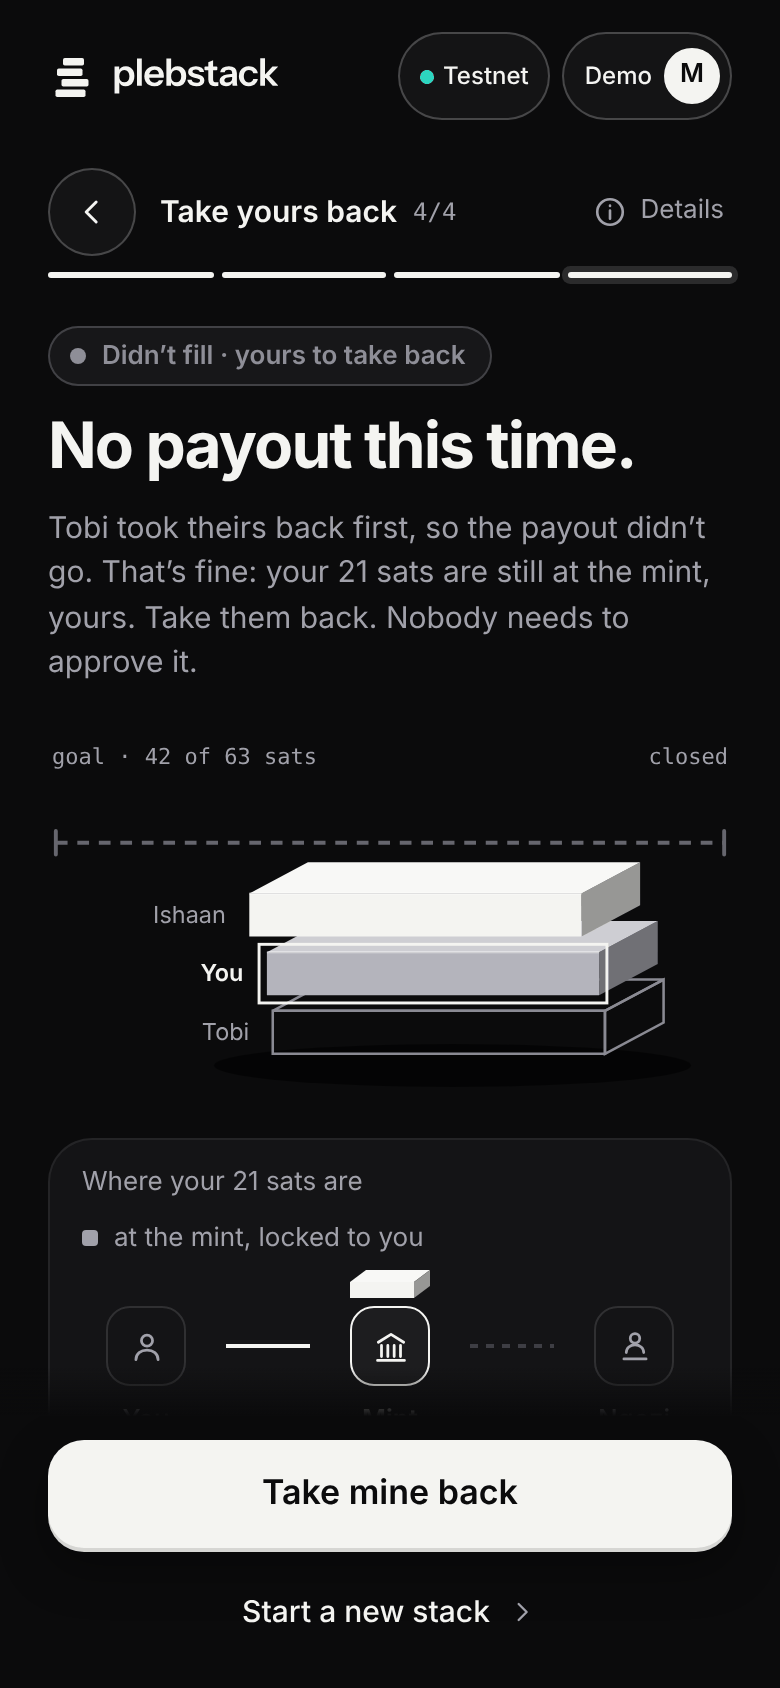 plebstack
Testnet
Demo
M
Take yours back 4/4
Details
Didn’t fill · yours to take back
No payout this time.
Tobi took theirs back first, so the payout didn’t
go. That’s fine: your 21 sats are still at the mint,
yours. Take them back. Nobody needs to
approve it.
goal · 42 of 63 sats
closed
Ishaan
You
Tobi
Where your 21 sats are
at the mint, locked to you
Take mine back
Start a new stack